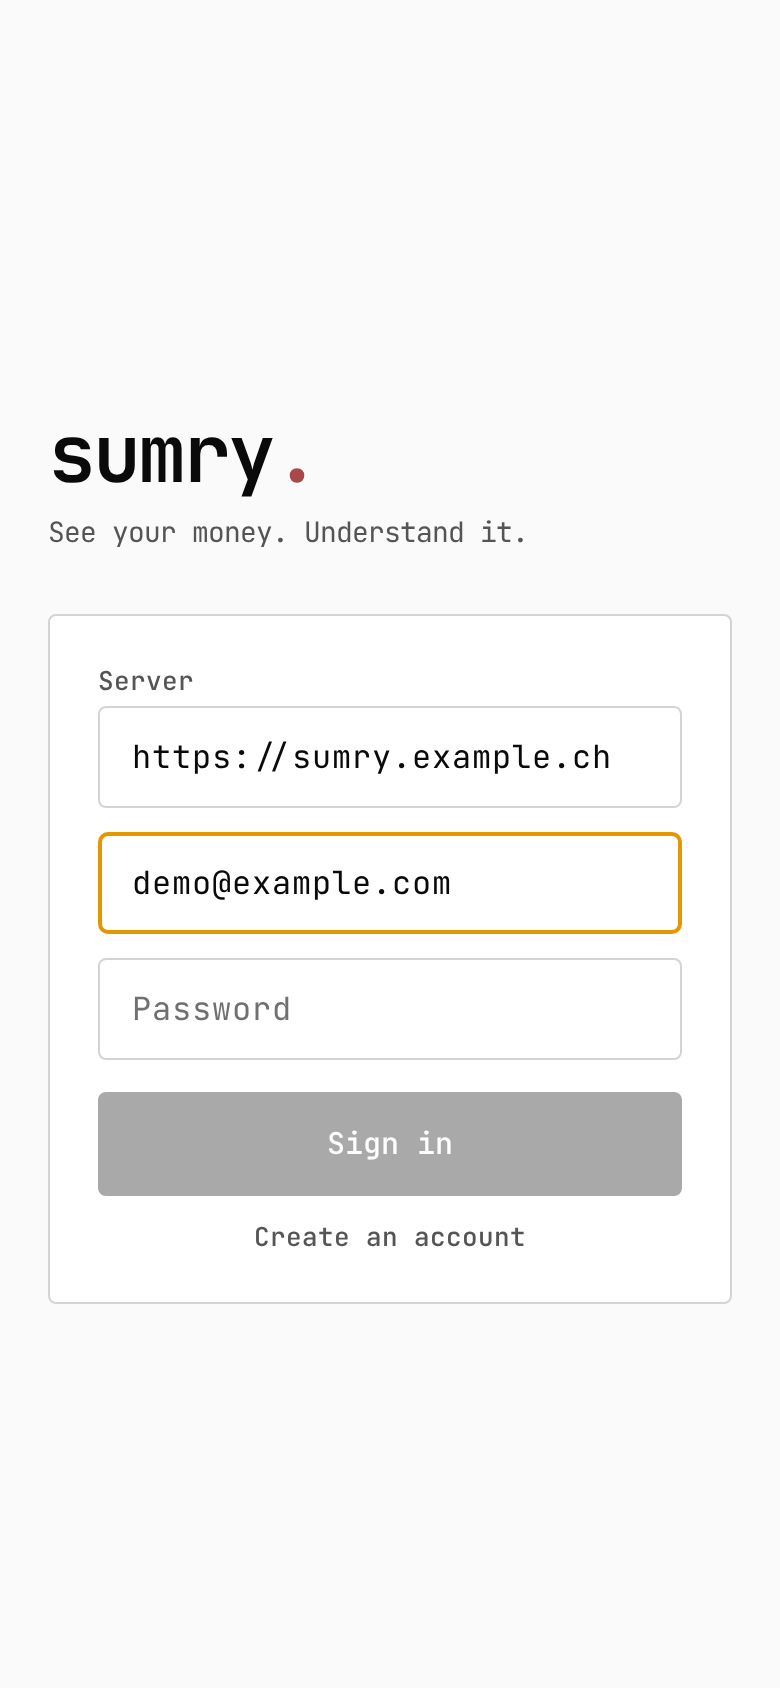 sumry.
See your money. Understand it.
Server
https://sumry.example.ch
demo@example.com
Password
Sign in
Create an account